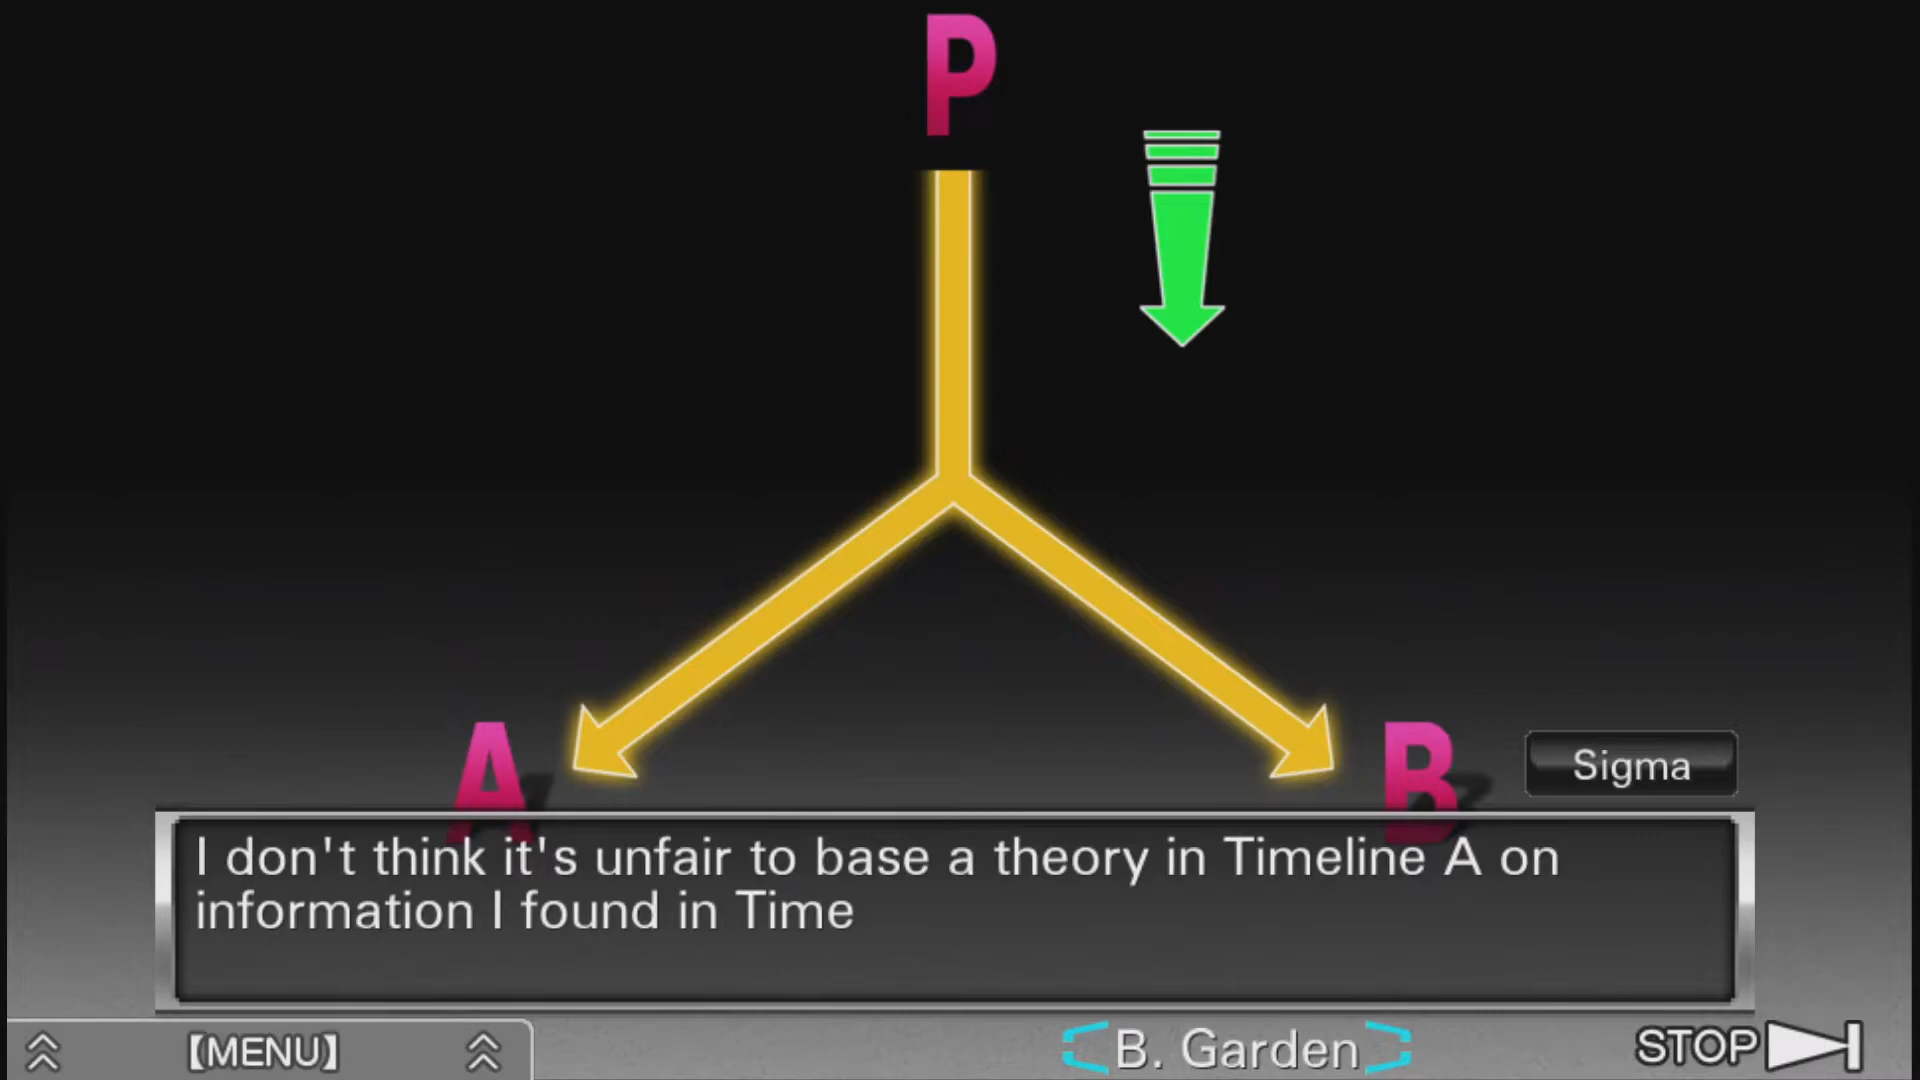 P
A
B
Sigma
I don't think it's unfair to base a theory in Timeline A on
information I found in Time
【MENU】
B. Garden
STOP